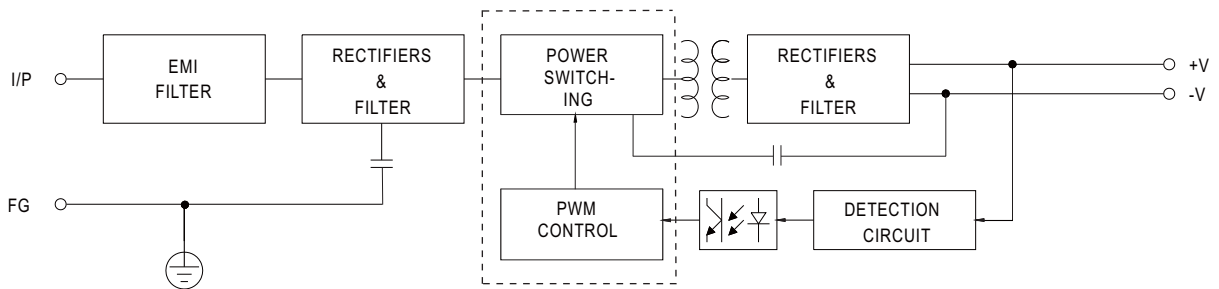 I/P
EMI
FILTER
RECTIFIERS
&
FILTER
POWER
SWITCH-
ING
RECTIFIERS
&
FILTER
+V
-V
FG
PWM
CONTROL
DETECTION
CIRCUIT